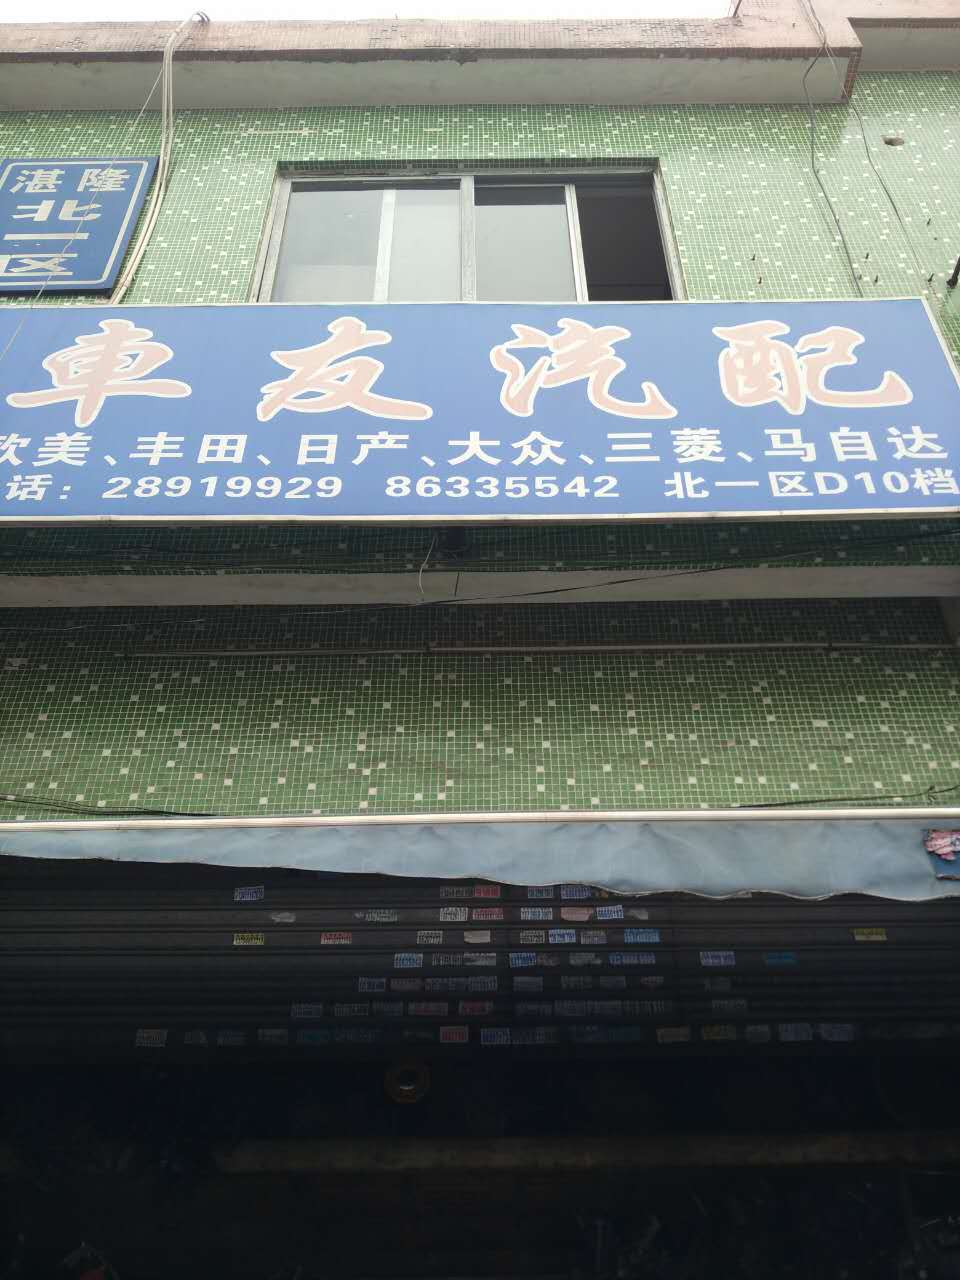 湛隆
北
一
区
車友汽配
欧美、丰田、日产、大众、三菱、马自达
话：28919929 86335542 北一区D10档